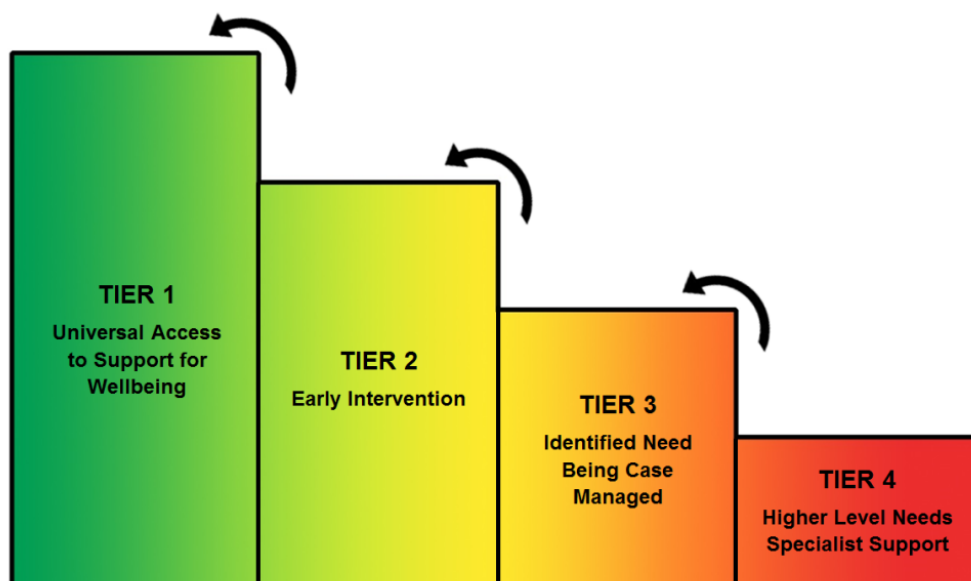 TIER 1
Universal Access
to Support for
Wellbeing
TIER 2
Early Intervention
TIER 3
Identified Need
Being Case
Managed
TIER 4
Higher Level Needs
Specialist Support